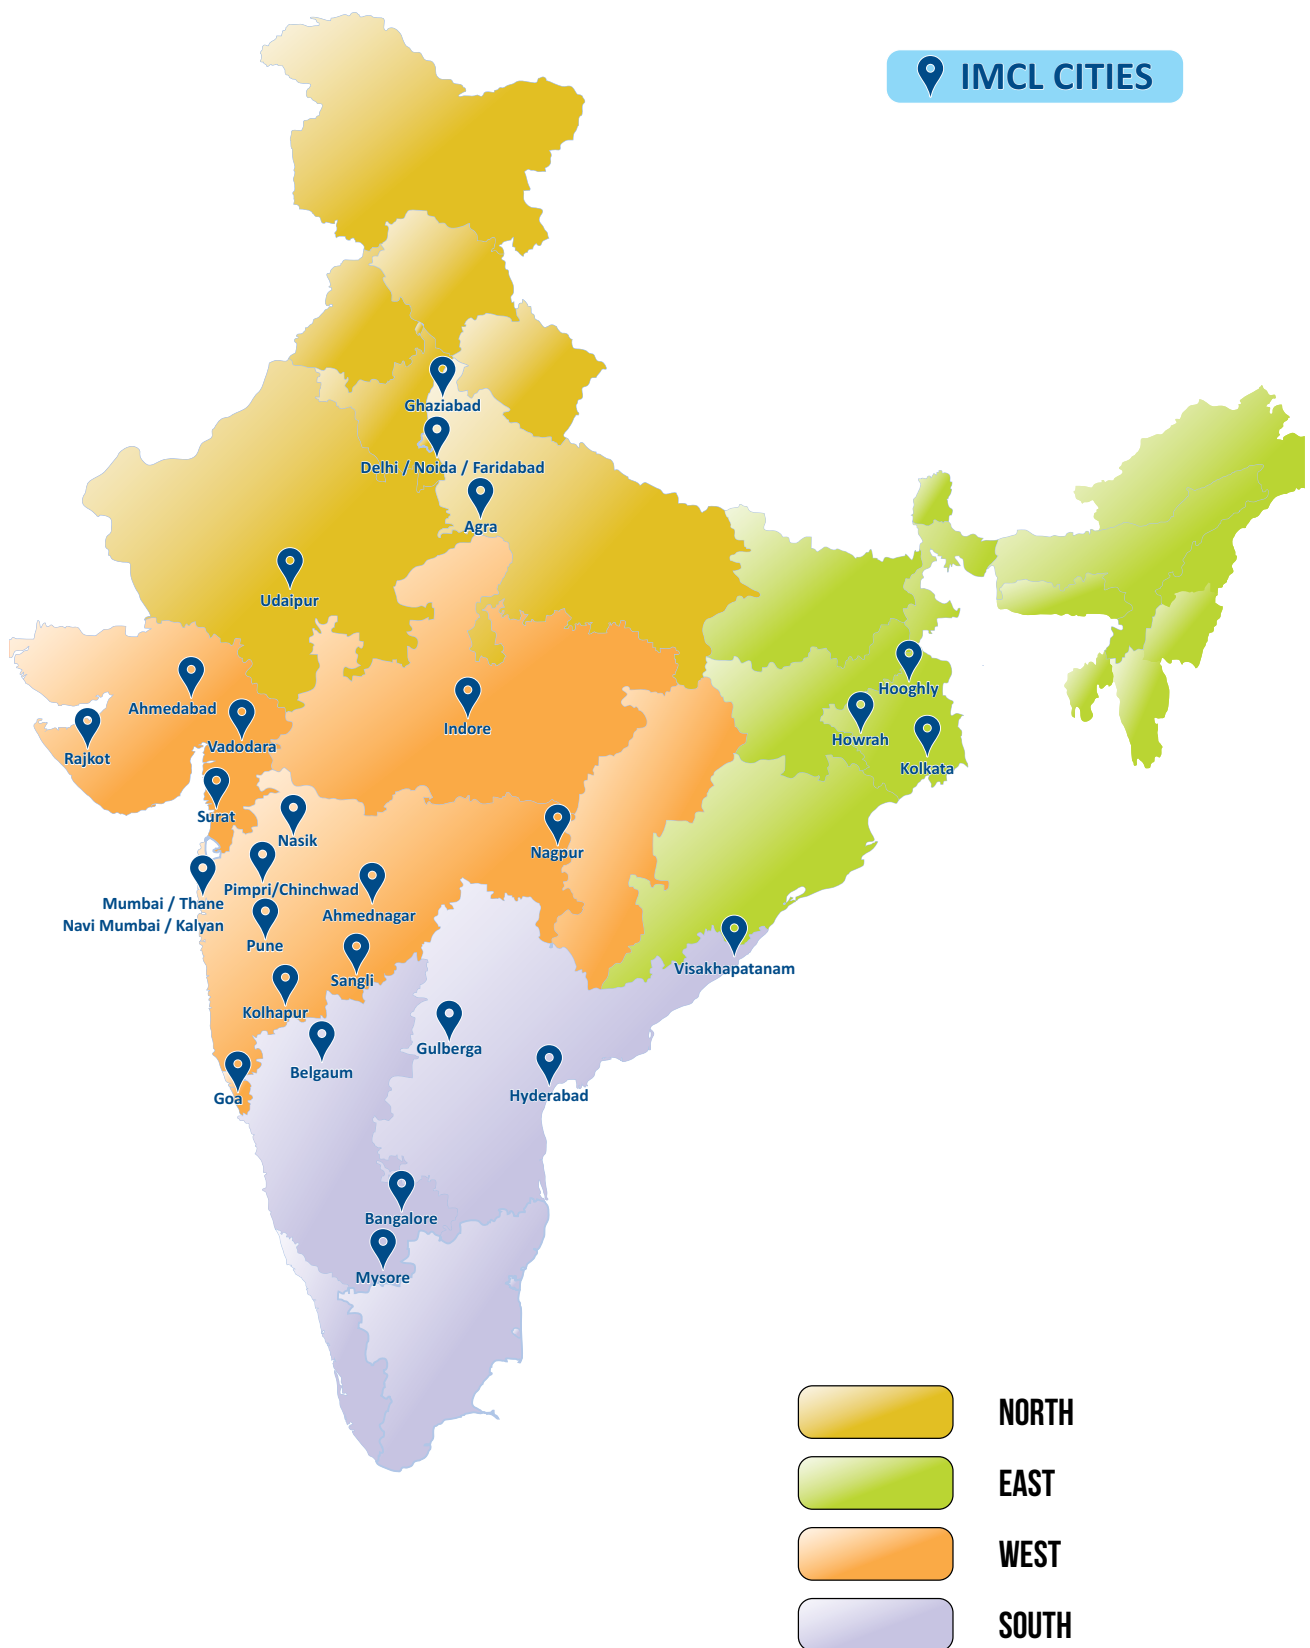 IMCL CITIES
Ghaziabad
Delhi / Noida / Faridabad
Agra
Udaipur
Ahmedabad
Rajkot
Vadodara
Indore
Hooghly
Howrah
Kolkata
Surat
Nasik
Nagpur
Pimpri/Chinchwad
Mumbai / Thane
Navi Mumbai / Kalyan
Ahmednagar
Pune
Sangli
Visakhapatanam
Kolhapur
Gulberga
Belgaum
Hyderabad
Goa
Bangalore
Mysore
NORTH
EAST
WEST
SOUTH